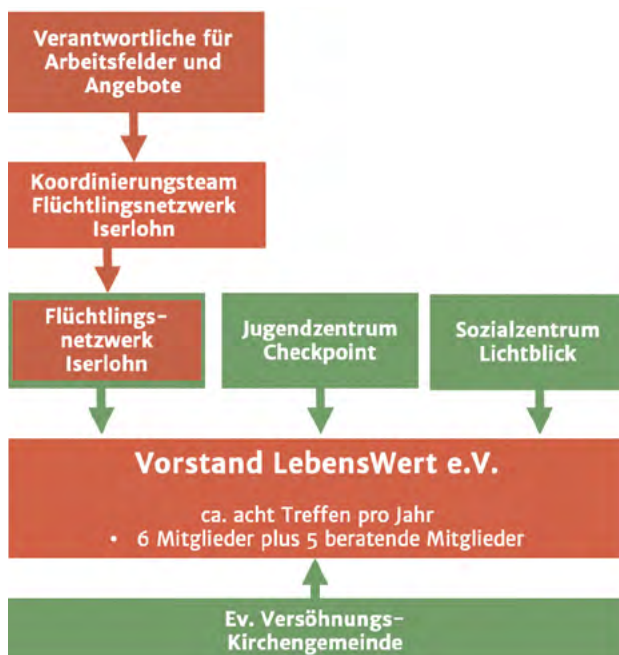 Verantwortliche für
Arbeitsfelder und
Angebote
Koordinierungsteam
Flüchtlingsnetzwerk
Iserlohn
Flüchtlings-
netzwerk
Iserlohn
Jugendzentrum
Checkpoint
Sozialzentrum
Lichtblick
Vorstand LebensWert e.V.
ca. acht Treffen pro Jahr
• 6 Mitglieder plus 5 beratende Mitglieder
Ev. Versöhnungs-
Kirchengemeinde